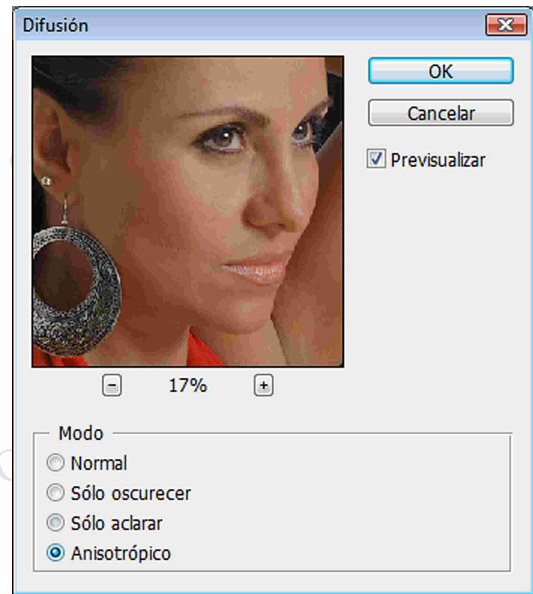 Difusión
OK
Cancelar
Previsualizar
17%
Modo
Normal
Sólo oscurecer
Sólo aclarar
Anisotrópico